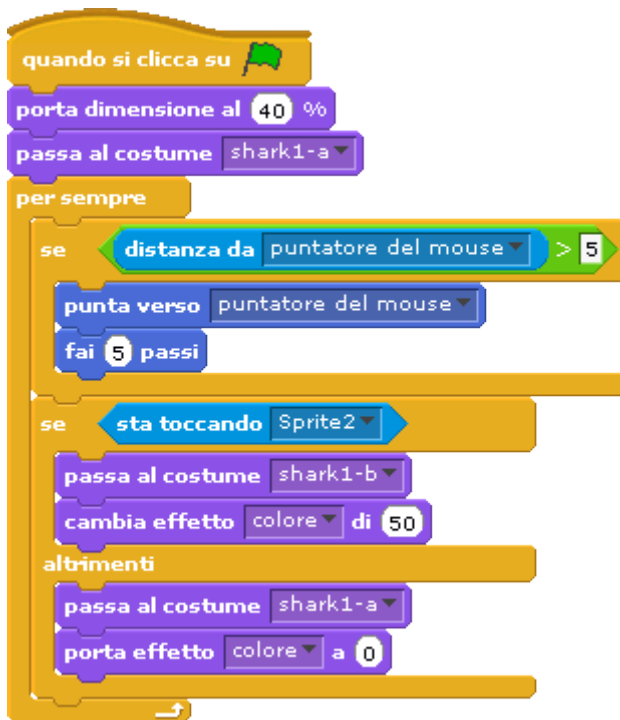 quando si clicca su
porta dimensione al 40 %
passa al costume shark1-a
per sempre
se distanza da puntatore del mouse > 5
punta verso puntatore del mouse
fai 5 passi
se sta toccando Sprite2
passa al costume shark1-b
cambia effetto colore di 50
altrimenti
passa al costume shark1-a
porta effetto colore a 0